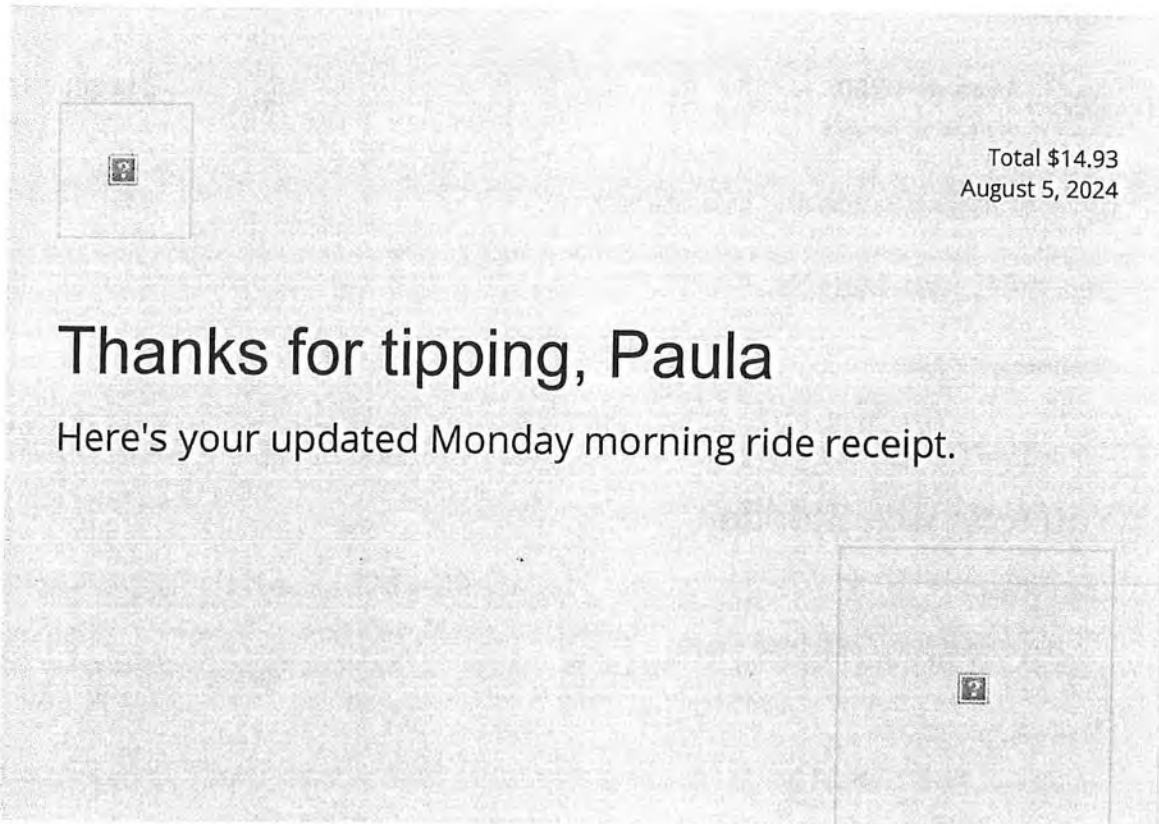 Total $14.93
August 5, 2024
Thanks for tipping, Paula
Here's your updated Monday morning ride receipt.